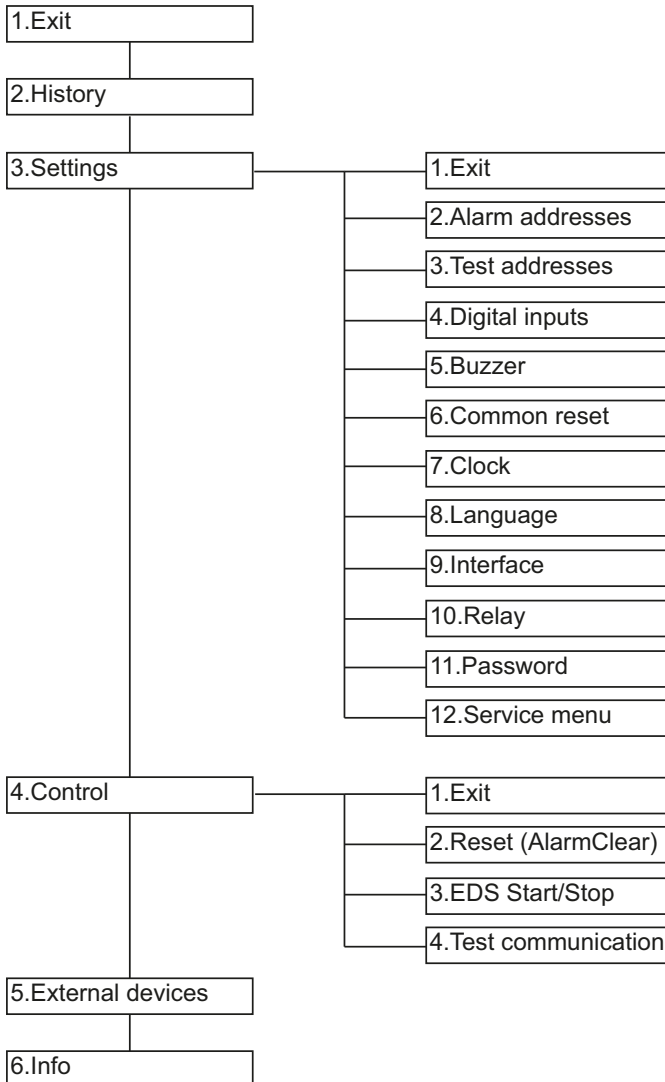 1.Exit
2.History
3.Settings
1.Exit
2.Alarm addresses
3.Test addresses
4.Digital inputs
5.Buzzer
6.Common reset
7.Clock
8.Language
9.Interface
10.Relay
11.Password
12.Service menu
4.Control
1.Exit
2.Reset (AlarmClear)
3.EDS Start/Stop
4.Test communication
5.External devices
6.Info